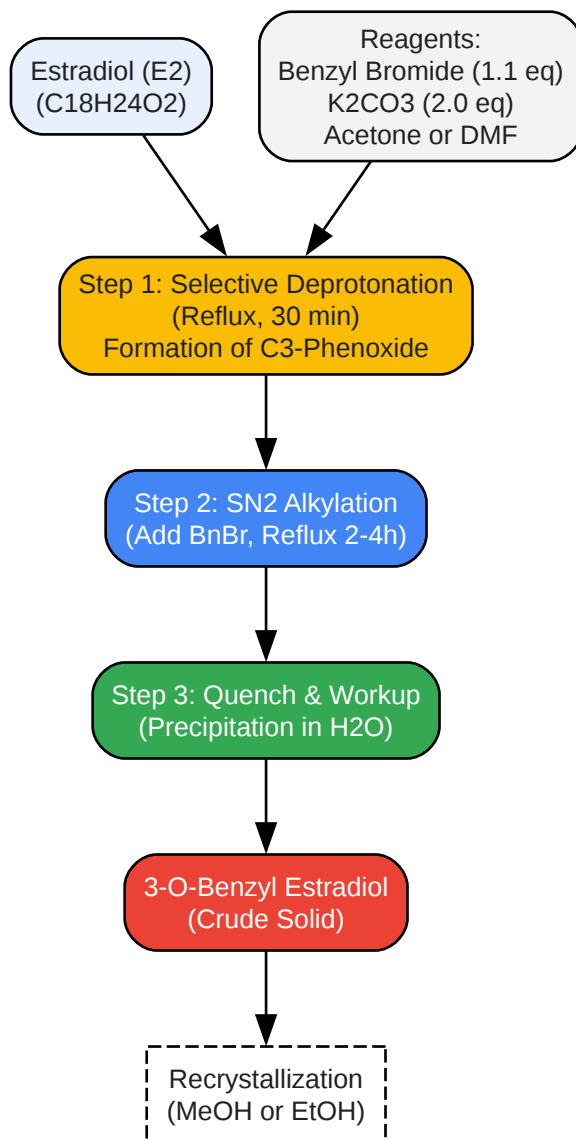 Estradiol (E2)
(C18H24O2)
Reagents:
Benzyl Bromide (1.1 eq)
K2CO3 (2.0 eq)
Acetone or DMF
Step 1: Selective Deprotonation
(Reflux, 30 min)
Formation of C3-Phenoxide
Step 2: SN2 Alkylation
(Add BnBr, Reflux 2-4h)
Step 3: Quench & Workup
(Precipitation in H2O)
3-O-Benzyl Estradiol
(Crude Solid)
Recrystallization
(MeOH or EtOH)